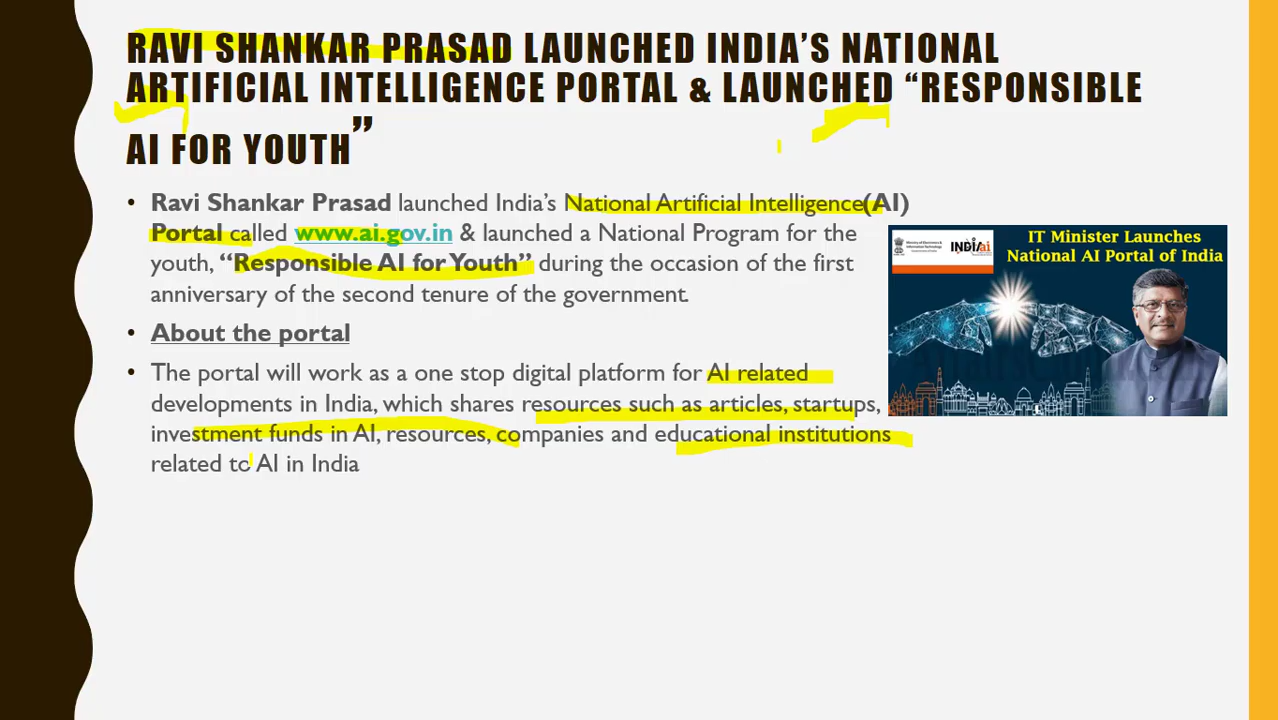 RAVI SHANKAR PRASAD LAUNCHED INDIA'S NATIONAL
ARTIFICIAL INTELLIGENCE PORTAL & LAUNCHED “RESPONSIBLE
AI FOR YOUTH”
• Ravi Shankar Prasad launched India's National Artificial Intelligence(AI)
Portal called www.ai.gov.in & launched a National Program for the
youth, “Responsible AI for Youth” during the occasion of the first
anniversary of the second tenure of the government.
• About the portal
• The portal will work as a one stop digital platform for AI related
developments in India, which shares resources such as articles, startups,
investment funds in AI, resources, companies and educational institutions
related to AI in India
IT Minister Launches
National AI Portal of India
INDIAai